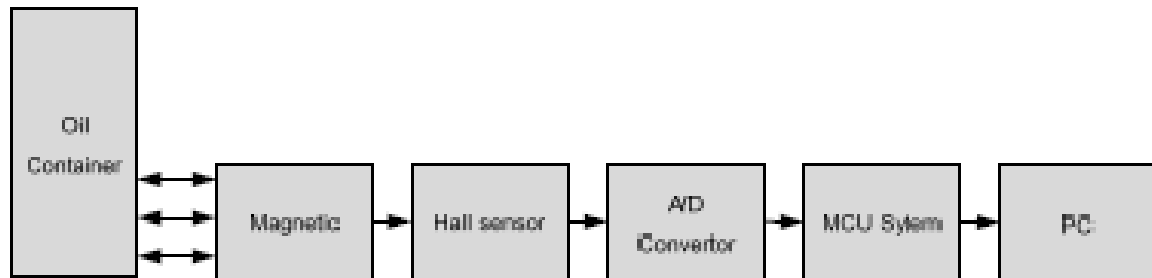 Oil
Container
Magnetic
Hall sensor
A/D
Convertor
MCU Sylem
PC